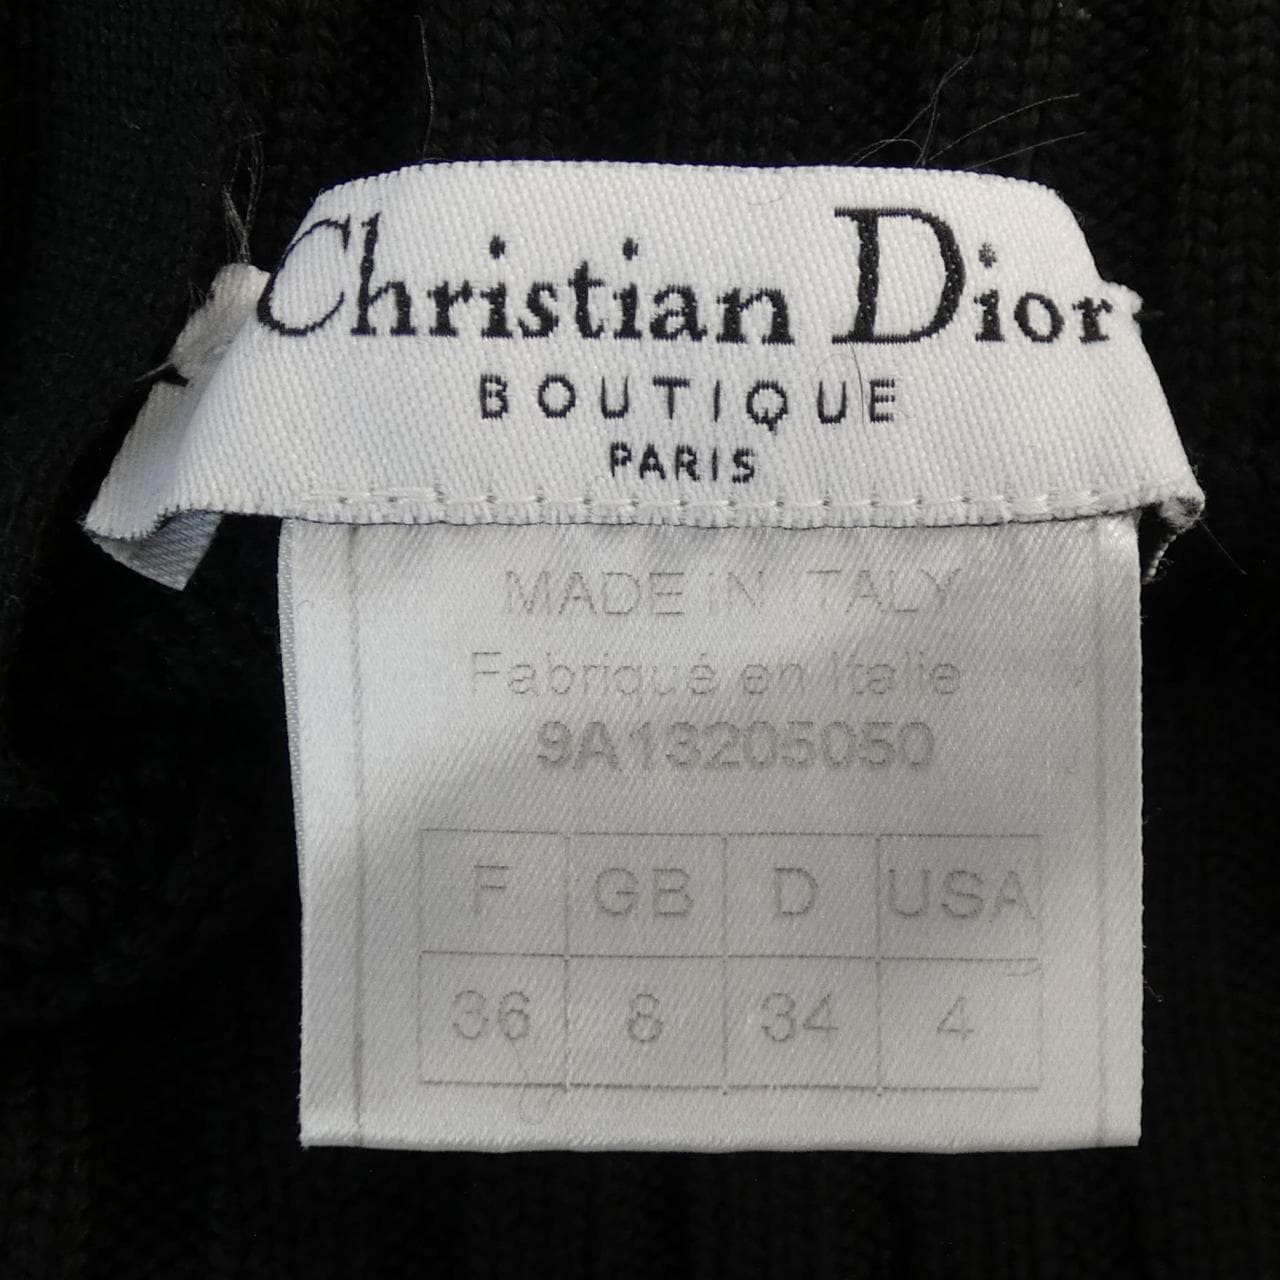 Christian Dior
BOUTIQUE
PARIS
MADE IN ITALY
Fabriqué en Italie
9A13205050
F GB D USA
36 8 34 4